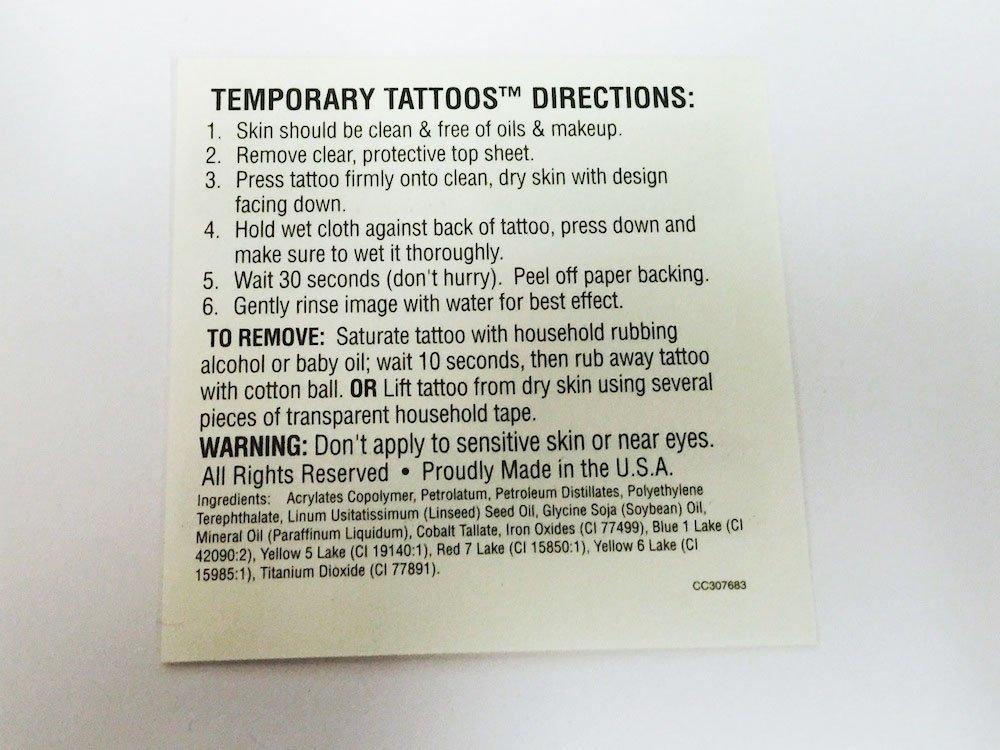 TEMPORARY TATTOOS™ DIRECTIONS:
1. Skin should be clean & free of oils & makeup.
2. Remove clear, protective top sheet.
3. Press tattoo firmly onto clean, dry skin with design
facing down.
4. Hold wet cloth against back of tattoo, press down and
make sure to wet it thoroughly.
5. Wait 30 seconds (don't hurry). Peel off paper backing.
6. Gently rinse image with water for best effect.
TO REMOVE: Saturate tattoo with household rubbing
alcohol or baby oil; wait 10 seconds, then rub away tattoo
with cotton ball. OR Lift tattoo from dry skin using several
pieces of transparent household tape.
WARNING: Don't apply to sensitive skin or near eyes.
All Rights Reserved • Proudly Made in the U.S.A.
Ingredients: Acrylates Copolymer, Petrolatum, Petroleum Distillates, Polyethylene
Terephthalate, Linum Usitatissimum (Linseed) Seed Oil, Glycine Soja (Soybean) Oil,
Mineral Oil (Paraffinum Liquidum), Cobalt Tallate, Iron Oxides (CI 77499), Blue 1 Lake (CI
42090:2), Yellow 5 Lake (CI 19140:1), Red 7 Lake (CI 15850:1), Yellow 6 Lake (CI
15985:1), Titanium Dioxide (CI 77891).
CC307683